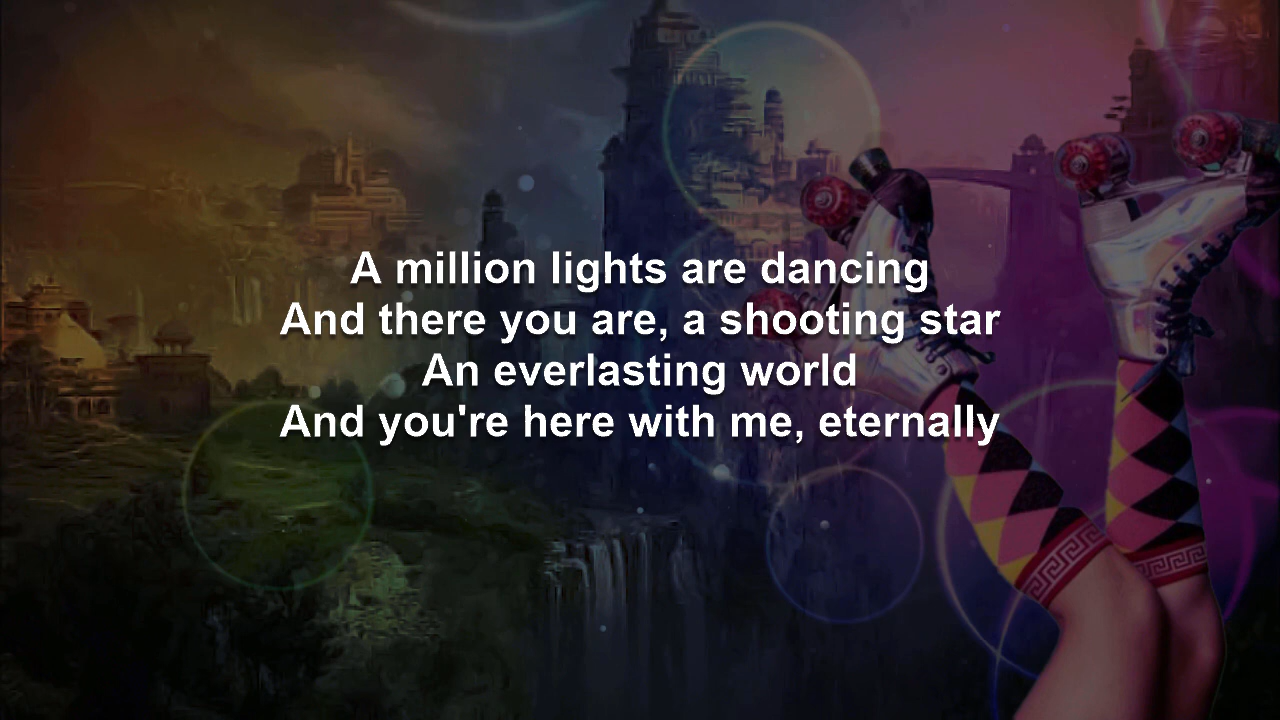 A million lights are dancing
And there you are, a shooting star
An everlasting world
And you're here with me, eternally